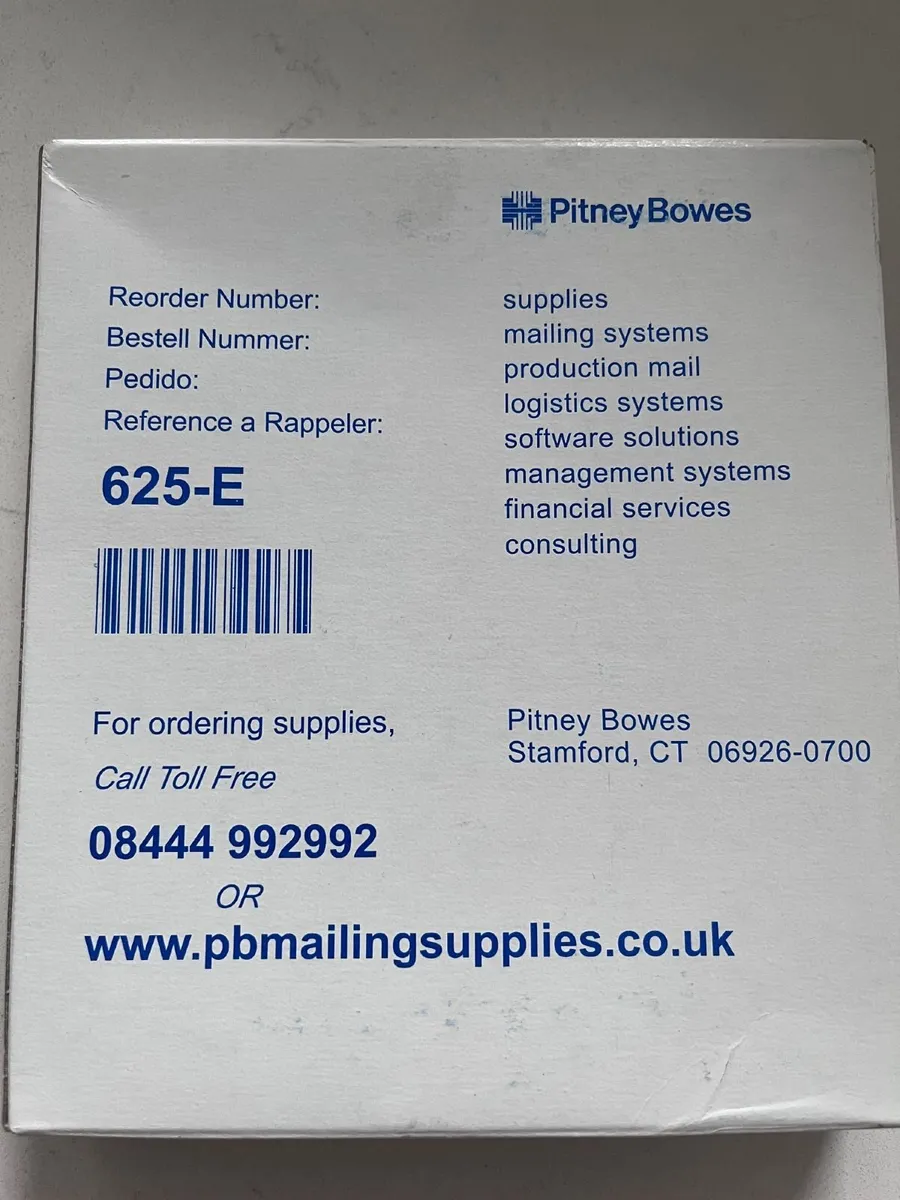 Pitney Bowes
Reorder Number:
Bestell Nummer:
Pedido:
Reference a Rappeler:
625-E
supplies
mailing systems
production mail
logistics systems
software solutions
management systems
financial services
consulting
For ordering supplies,
Call Toll Free
08444 992992
OR
www.pbmailingsupplies.co.uk
Pitney Bowes
Stamford, CT 06926-0700